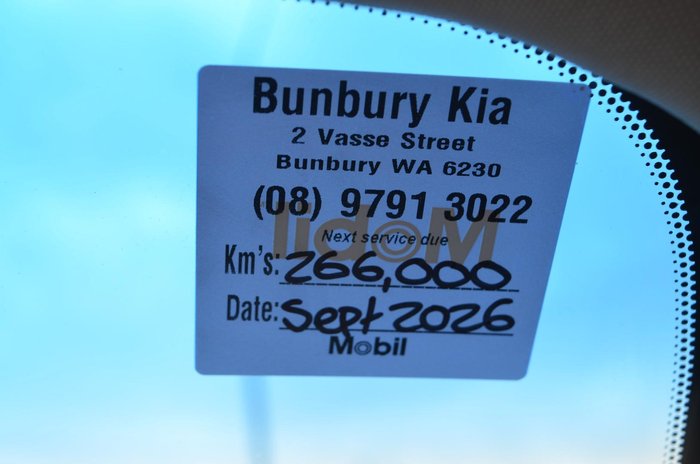 Bunbury Kia
2 Vasse Street
Bunbury WA 6230
(08) 9791 3022
Mobil
Next service due
Km's: 266,000
Date: Sept 2026
Mobil